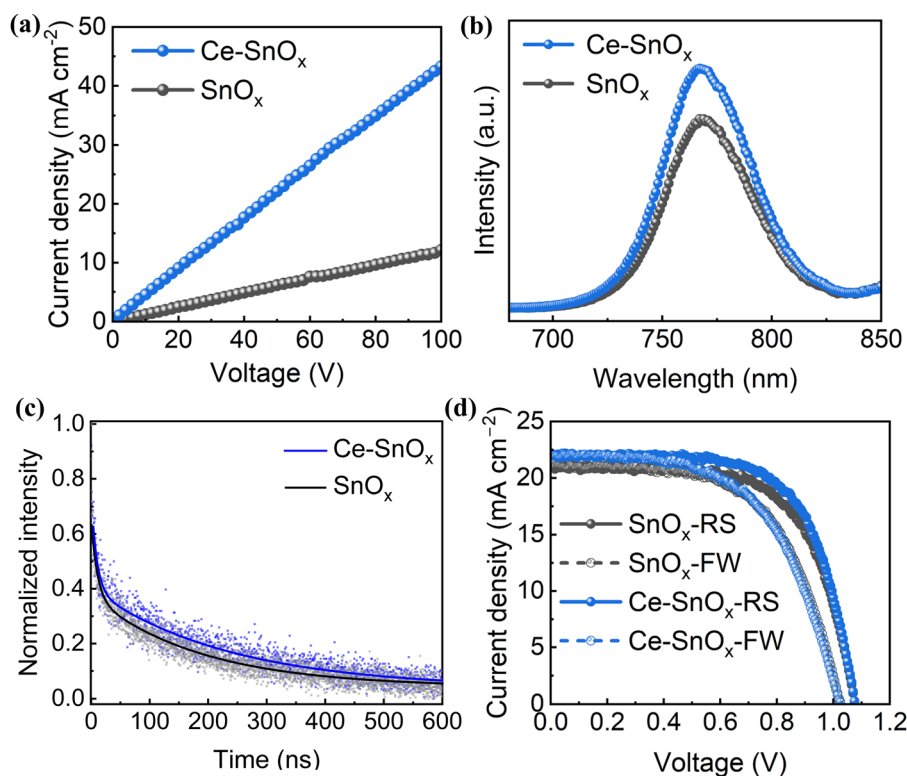 (a)
Current density (mA cm⁻²)
50
40
30
20
10
0
Ce-SnOₓ
SnOₓ
0 20 40 60 80 100
Voltage (V)
(b)
Intensity (a.u.)
Ce-SnOₓ
SnOₓ
700 750 800 850
Wavelength (nm)
(c)
Normalized intensity
1.0
0.8
0.6
0.4
0.2
0.0
Ce-SnOₓ
SnOₓ
0 100 200 300 400 500 600
Time (ns)
(d)
Current density (mA cm⁻²)
25
20
15
10
5
0
SnOₓ-RS
SnOₓ-FW
Ce-SnOₓ-RS
Ce-SnOₓ-FW
0.0 0.2 0.4 0.6 0.8 1.0 1.2
Voltage (V)